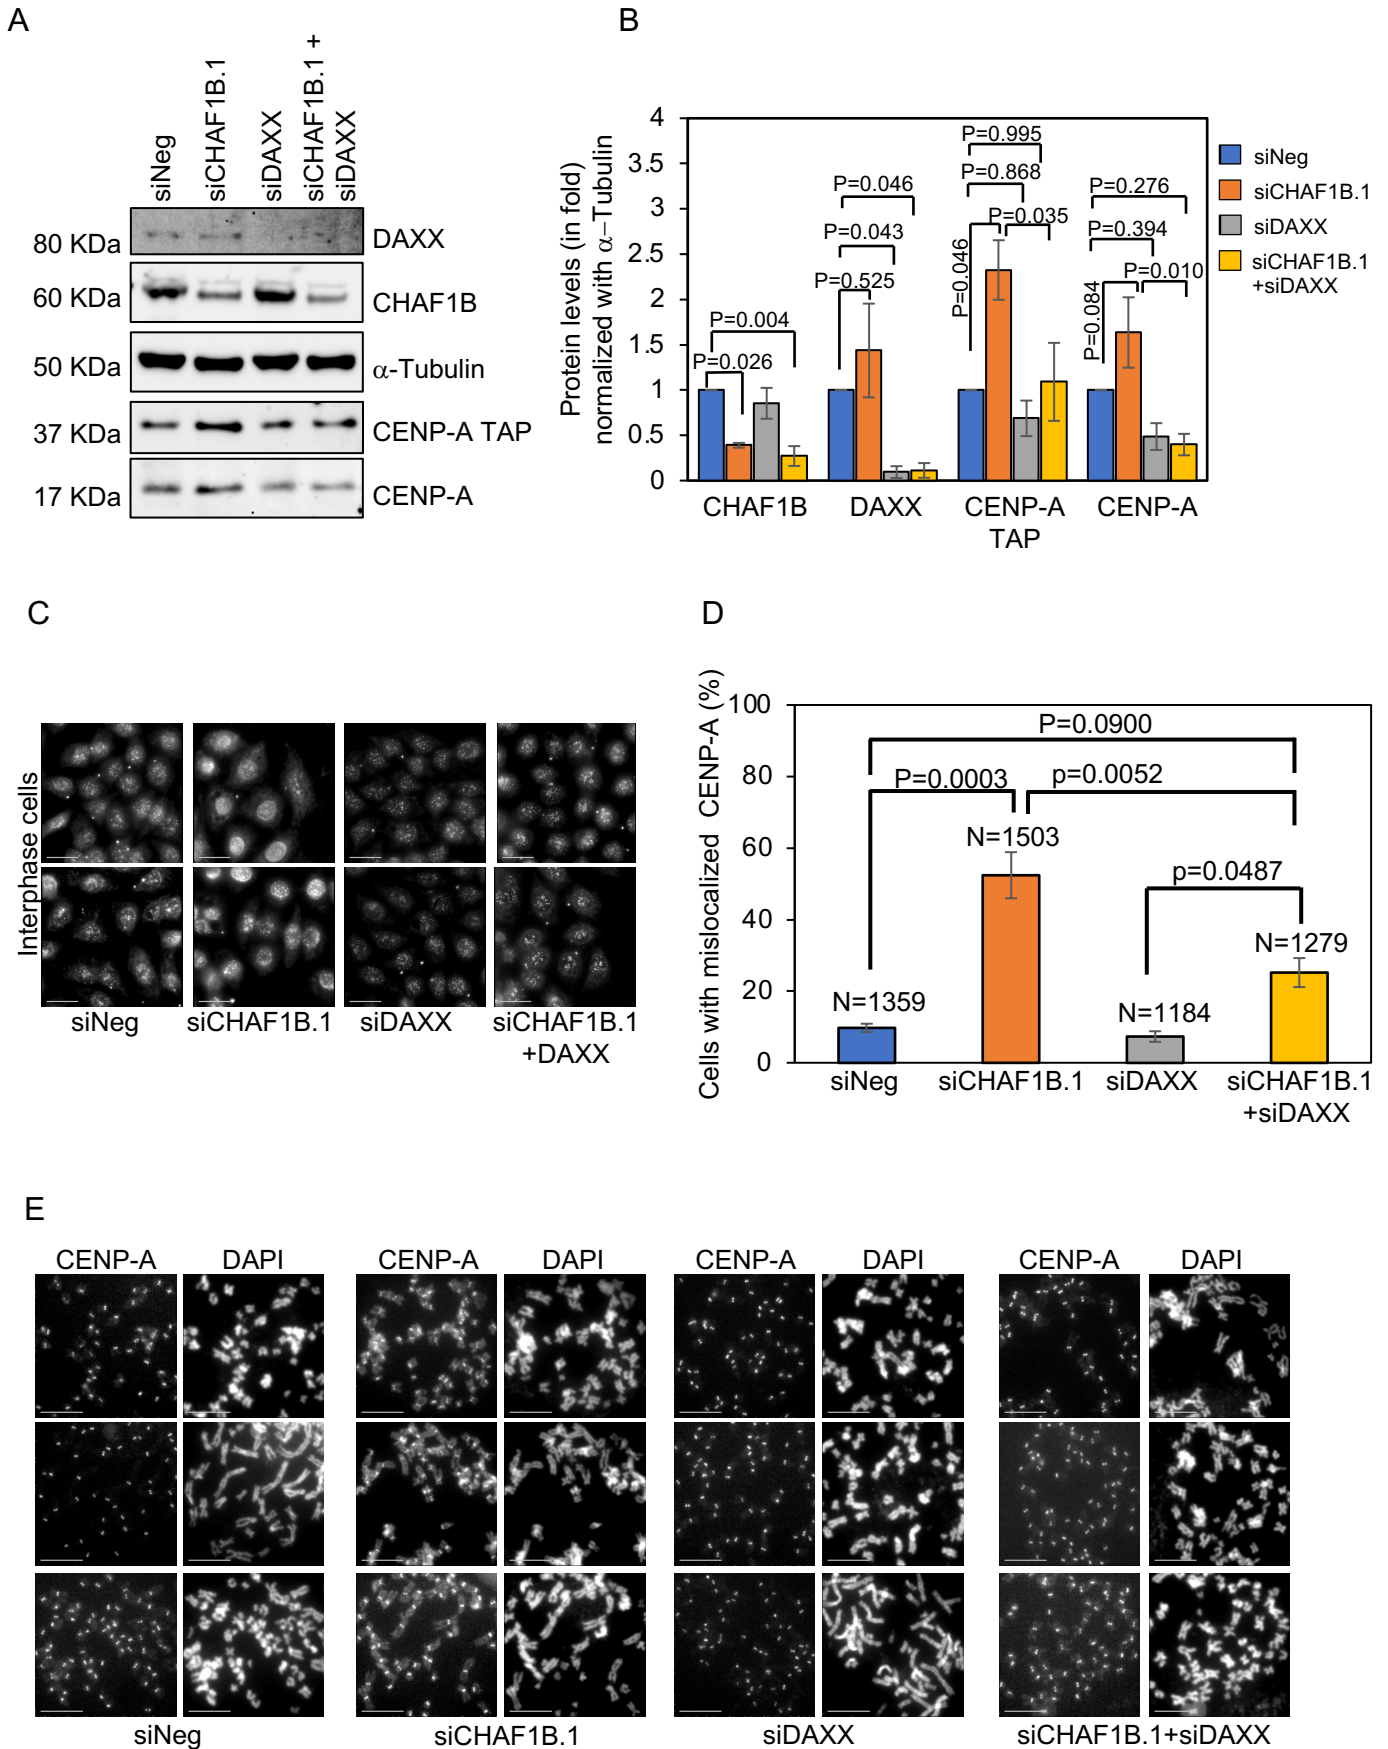 A
siNeg
siCHAF1B.1
siDAXX
siCHAF1B.1 +
siDAXX
80 KDa
DAXX
60 KDa
CHAF1B
50 KDa
α-Tubulin
37 KDa
CENP-A TAP
17 KDa
CENP-A
B
Protein levels (in fold)
normalized with α–Tubulin
4
3.5
3
2.5
2
1.5
1
0.5
0
P=0.004
P=0.026
P=0.046
P=0.043
P=0.525
P=0.995
P=0.868
P=0.035
P=0.046
P=0.276
P=0.394
P=0.010
P=0.084
CHAF1B
DAXX
CENP-A
TAP
CENP-A
siNeg
siCHAF1B.1
siDAXX
siCHAF1B.1
+siDAXX
C
Interphase cells
siNeg
siCHAF1B.1
siDAXX
siCHAF1B.1
+DAXX
D
Cells with mislocalized CENP-A (%)
100
80
60
40
20
0
P=0.0900
P=0.0003
p=0.0052
N=1503
p=0.0487
N=1279
N=1359
N=1184
siNeg
siCHAF1B.1
siDAXX
siCHAF1B.1
+siDAXX
E
CENP-A
DAPI
CENP-A
DAPI
CENP-A
DAPI
CENP-A
DAPI
siNeg
siCHAF1B.1
siDAXX
siCHAF1B.1+siDAXX